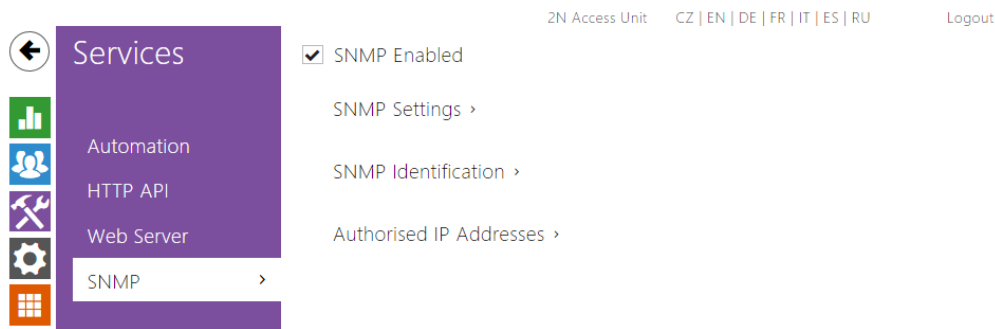 2N Access Unit CZ | EN | DE | FR | IT | ES | RU Logout
Services
SNMP Enabled
SNMP Settings ›
SNMP Identification ›
Authorised IP Addresses ›
Automation
HTTP API
Web Server
SNMP ›